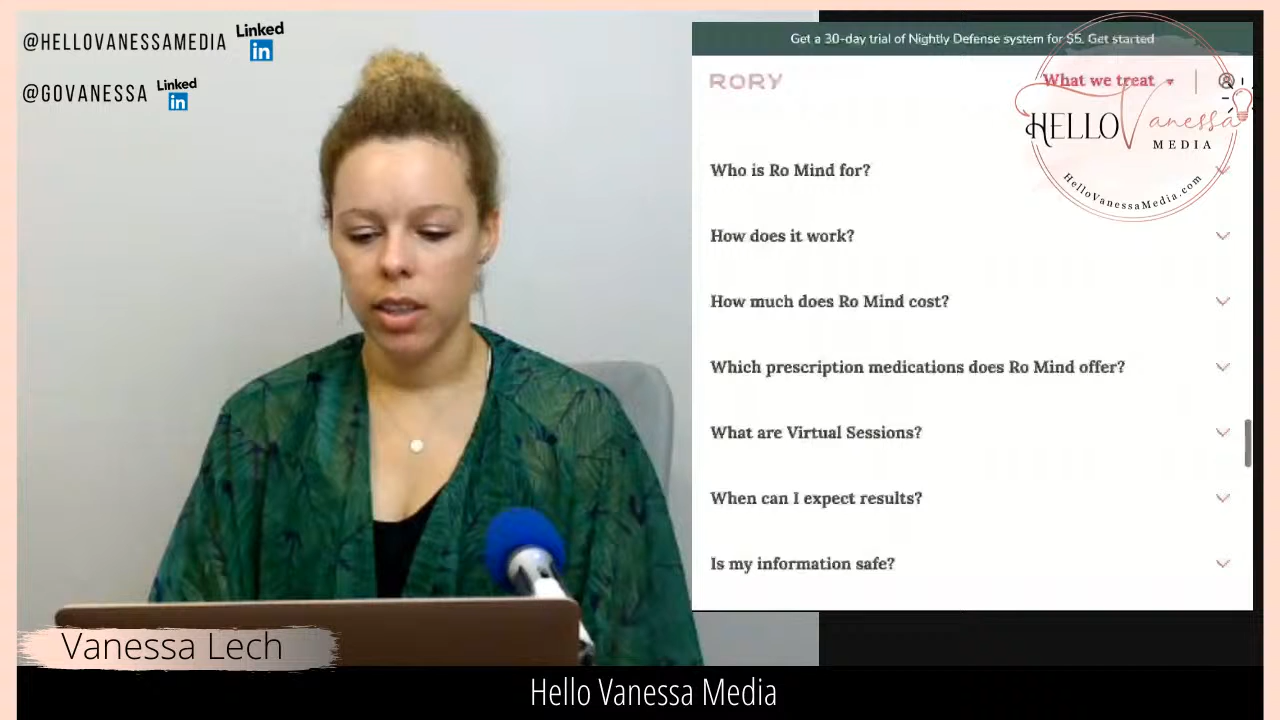 @HELLOVANESSAMEDIA Linked in
@GOVANESSA Linked in
Get a 30-day trial of Nightly Defense system for $5. Get started
RORY
What we treat
HELLO Vanessa
MEDIA
HelloVanessaMedia.com
Who is Ro Mind for?
How does it work?
How much does Ro Mind cost?
Which prescription medications does Ro Mind offer?
What are Virtual Sessions?
When can I expect results?
Is my information safe?
Vanessa Lech
Hello Vanessa Media